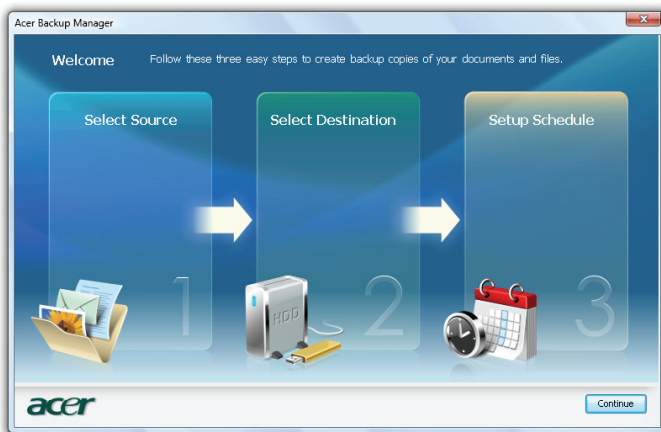 Acer Backup Manager
Welcome
Follow these three easy steps to create backup copies of your documents and files.
Select Source
Select Destination
Setup Schedule
1
HDD
2
3
acer
Continue